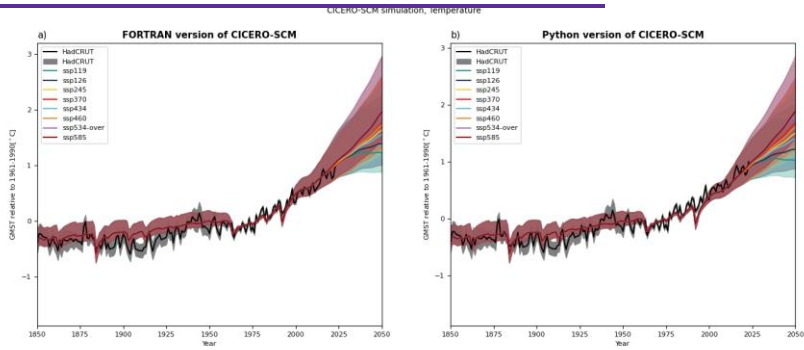 CICERO-SCM simulation, Temperature
a)
FORTRAN version of CICERO-SCM
HadCRUT
HadCRUT
ssp119
ssp126
ssp245
ssp370
ssp434
ssp460
ssp534-over
ssp585
GMST relative to 1961-1990[°C]
3
2
1
0
−1
1850
1875
1900
1925
1950
1975
2000
2025
2050
Year
b)
Python version of CICERO-SCM
HadCRUT
HadCRUT
ssp119
ssp126
ssp245
ssp370
ssp434
ssp460
ssp534-over
ssp585
GMST relative to 1961-1990[°C]
3
2
1
0
−1
1850
1875
1900
1925
1950
1975
2000
2025
2050
Year